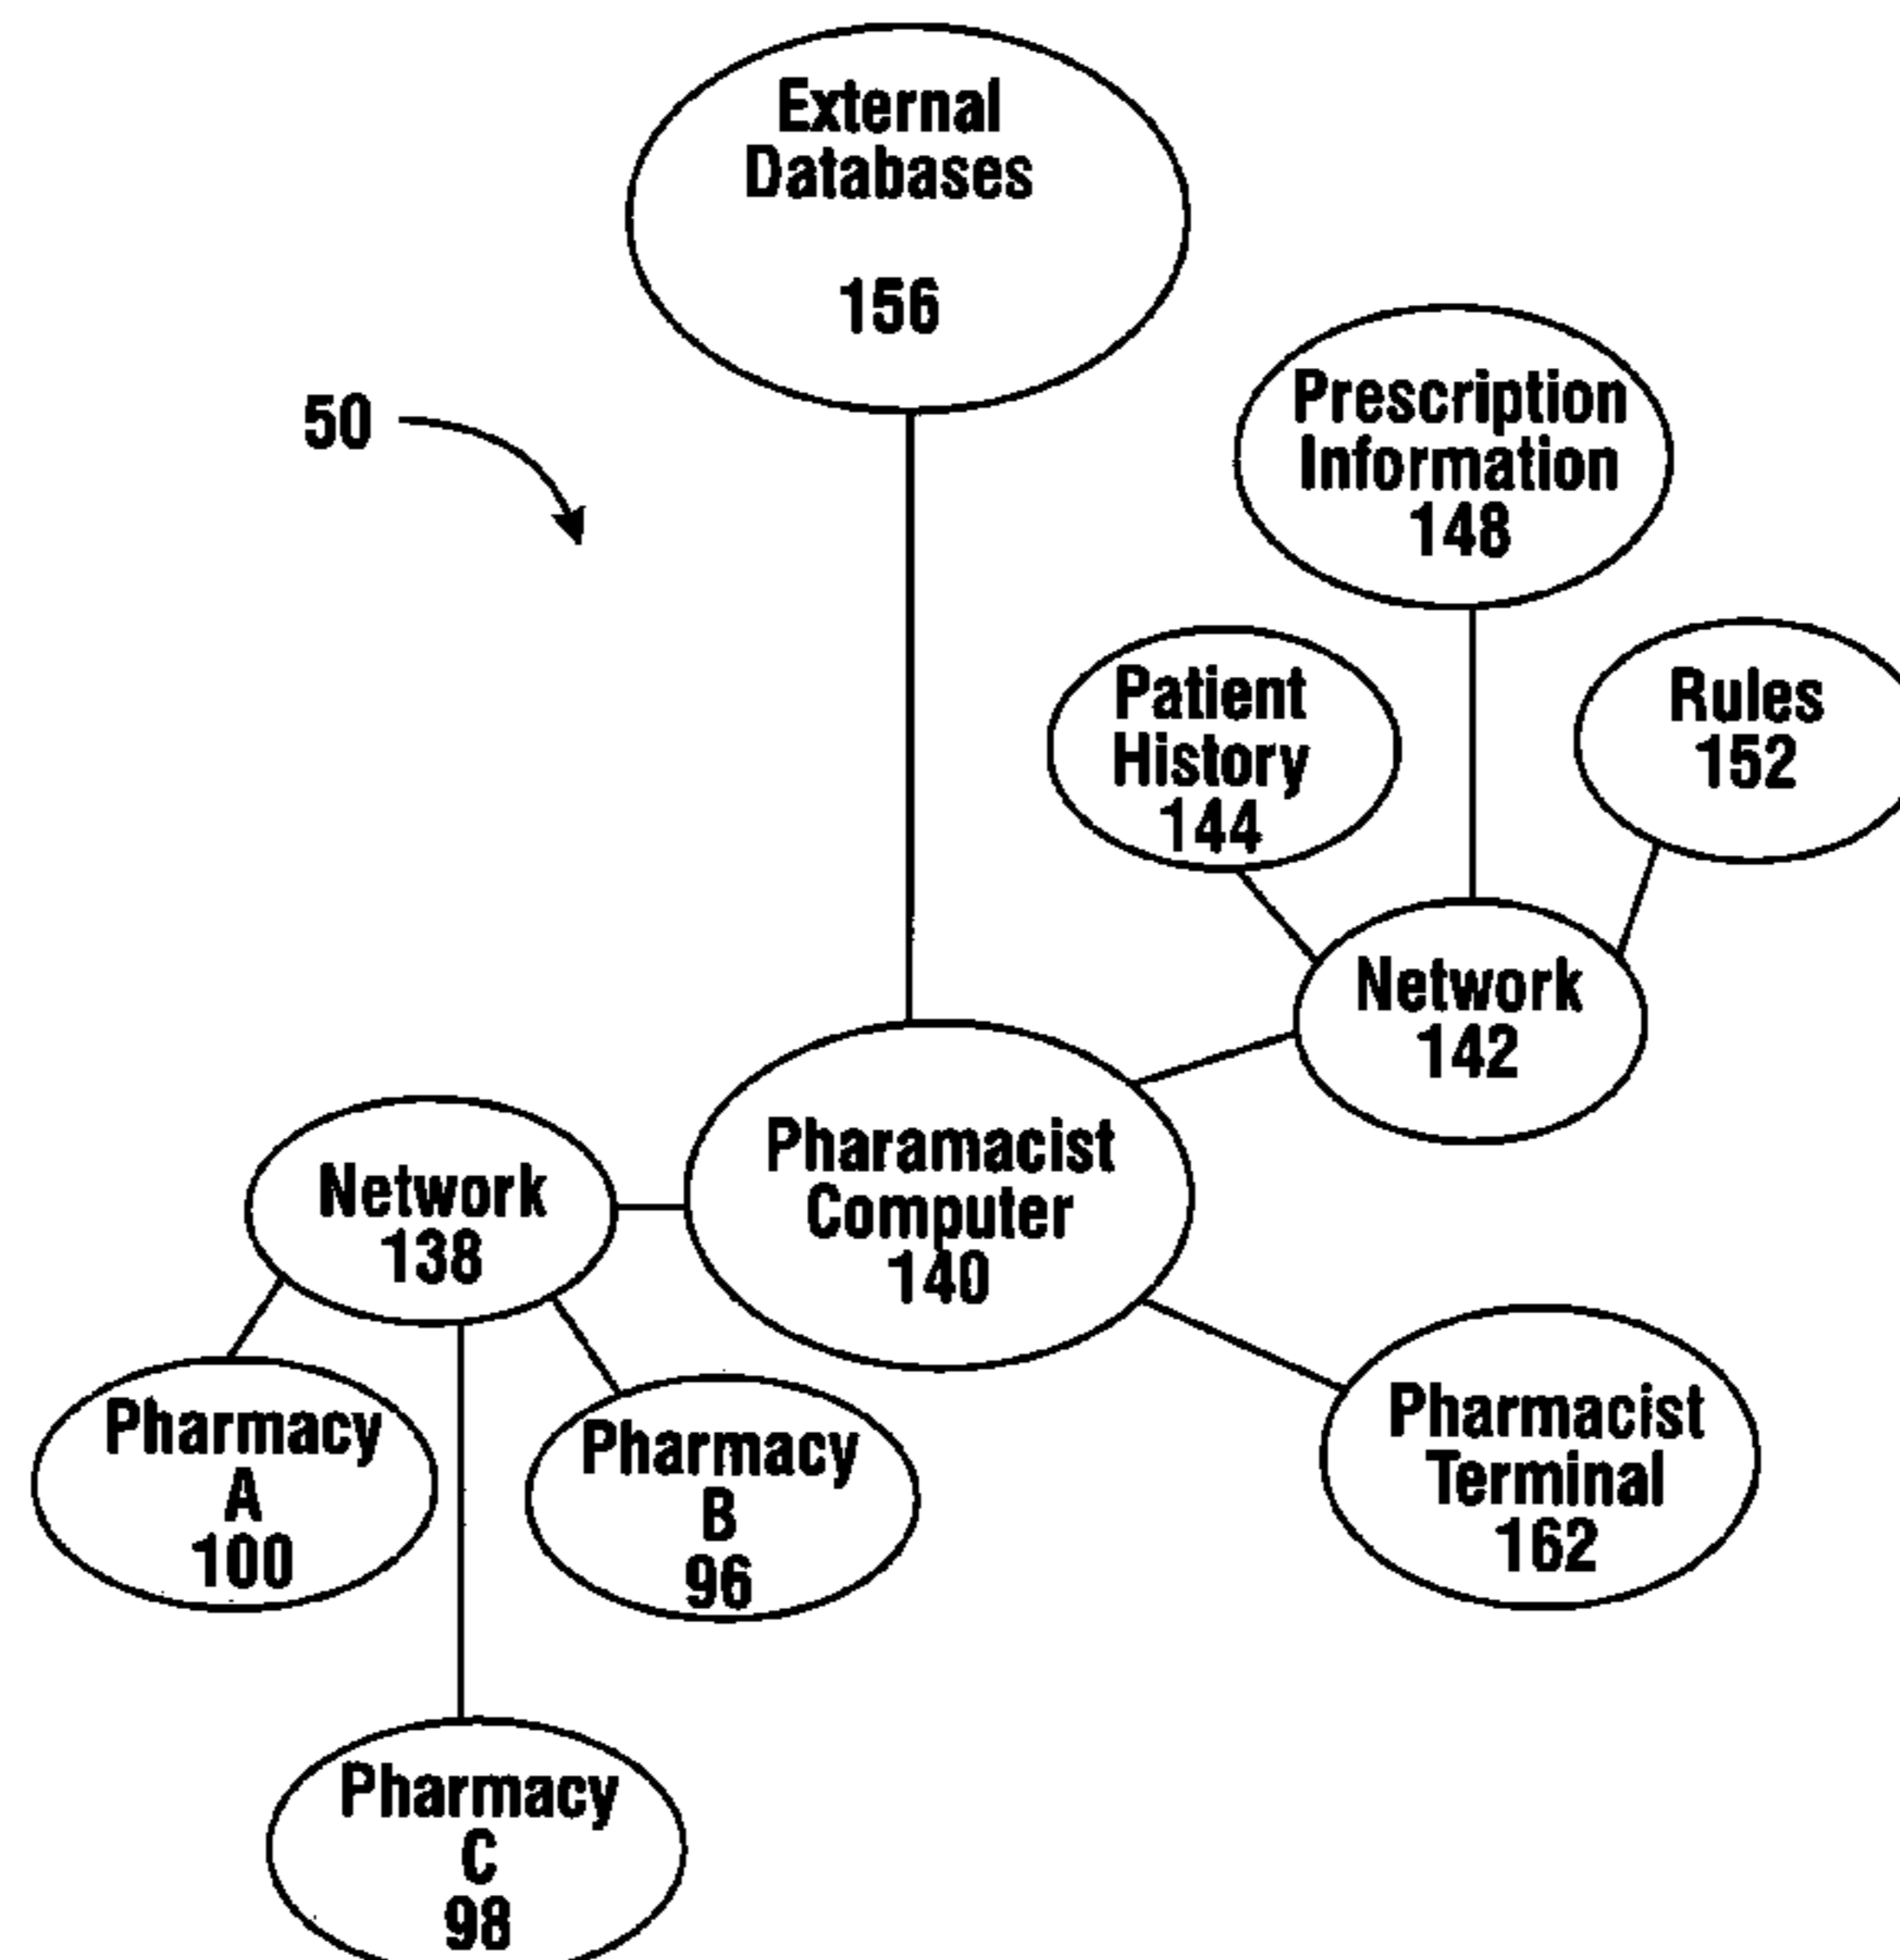 External
Databases
156
50
Prescription
Information
148
Patient
History
144
Rules
152
Network
142
Pharamacist
Computer
140
Network
138
Pharmacy
A
100
Pharmacy
B
96
Pharmacist
Terminal
162
Pharmacy
C
98